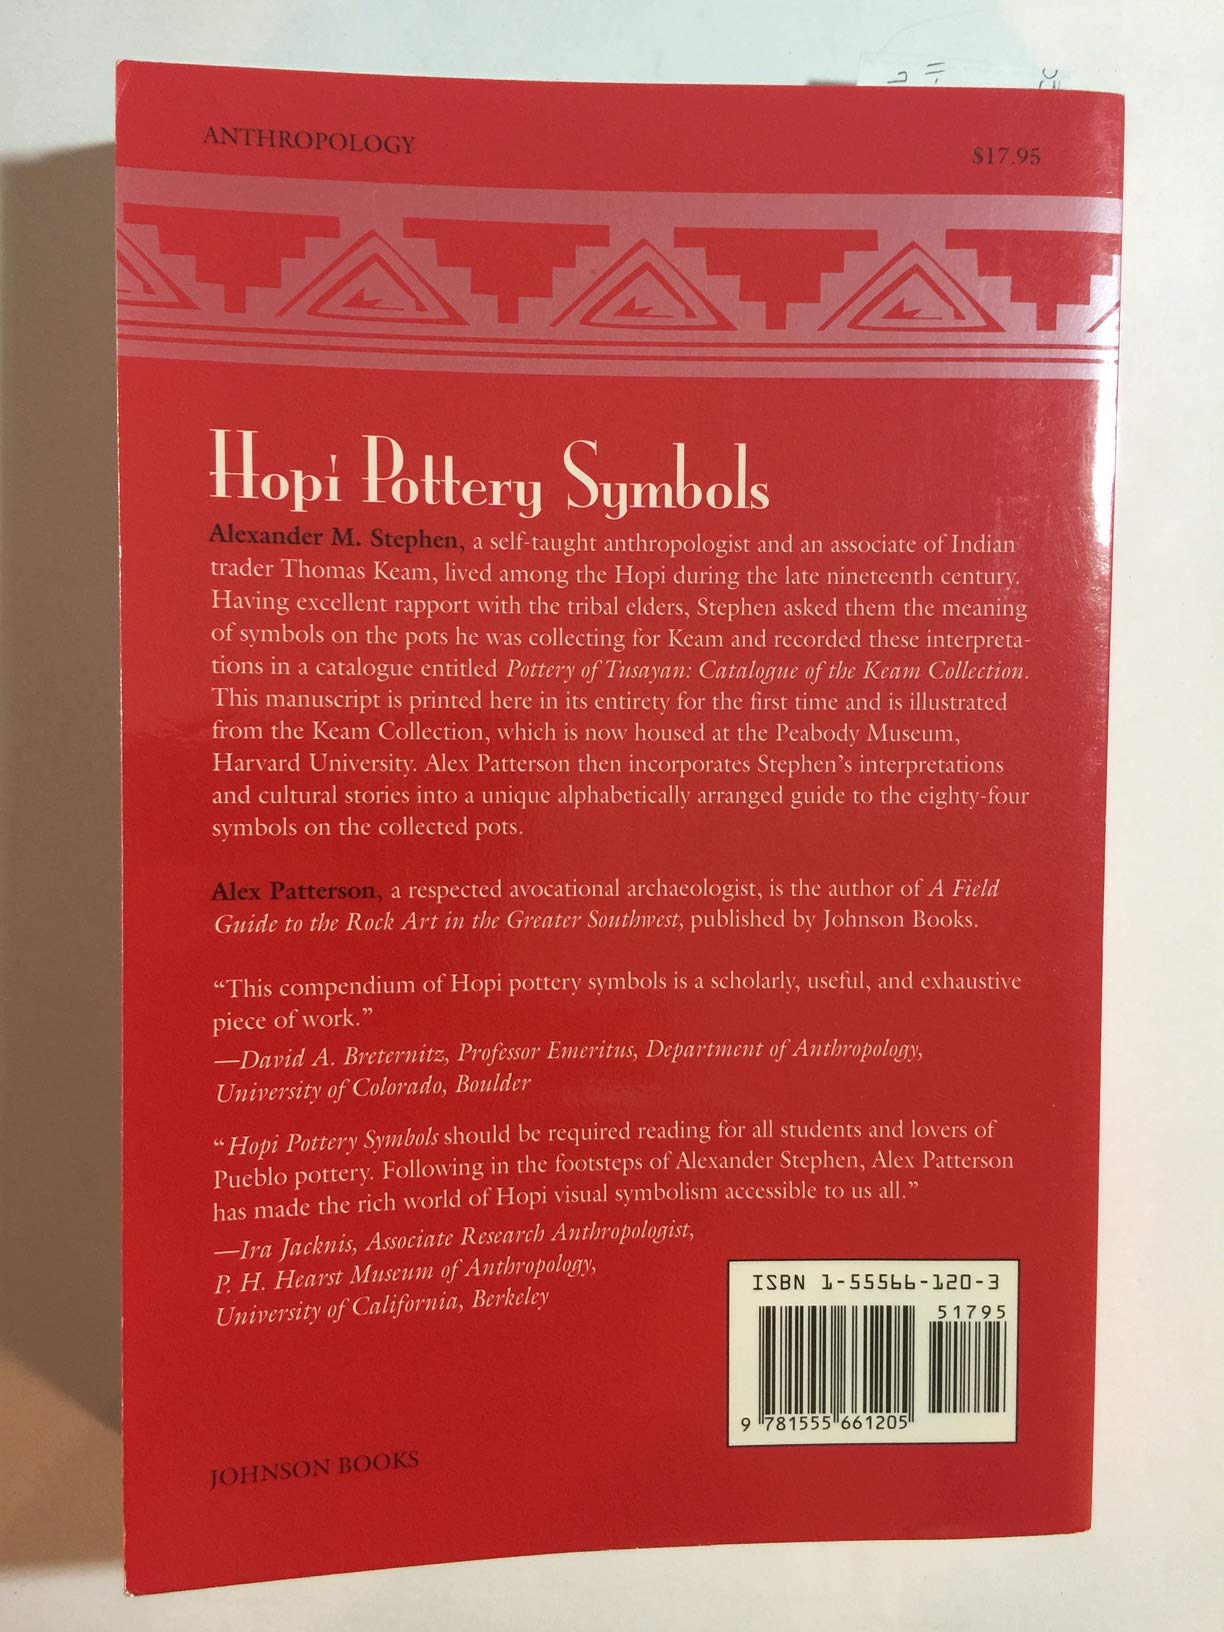 ANTHROPOLOGY
$17.95
Hopi Pottery Symbols
Alexander M. Stephen, a self-taught anthropologist and an associate of Indian
trader Thomas Keam, lived among the Hopi during the late nineteenth century.
Having excellent rapport with the tribal elders, Stephen asked them the meaning
of symbols on the pots he was collecting for Keam and recorded these interpreta-
tions in a catalogue entitled Pottery of Tusayan: Catalogue of the Keam Collection.
This manuscript is printed here in its entirety for the first time and is illustrated
from the Keam Collection, which is now housed at the Peabody Museum,
Harvard University. Alex Patterson then incorporates Stephen's interpretations
and cultural stories into a unique alphabetically arranged guide to the eighty-four
symbols on the collected pots.
Alex Patterson, a respected avocational archaeologist, is the author of A Field
Guide to the Rock Art in the Greater Southwest, published by Johnson Books.
“This compendium of Hopi pottery symbols is a scholarly, useful, and exhaustive
piece of work.”
—David A. Breternitz, Professor Emeritus, Department of Anthropology,
University of Colorado, Boulder
“Hopi Pottery Symbols should be required reading for all students and lovers of
Pueblo pottery. Following in the footsteps of Alexander Stephen, Alex Patterson
has made the rich world of Hopi visual symbolism accessible to us all.”
—Ira Jacknis, Associate Research Anthropologist,
P. H. Hearst Museum of Anthropology,
University of California, Berkeley
ISBN 1-55566-120-3
51795
9 781555 661205
JOHNSON BOOKS